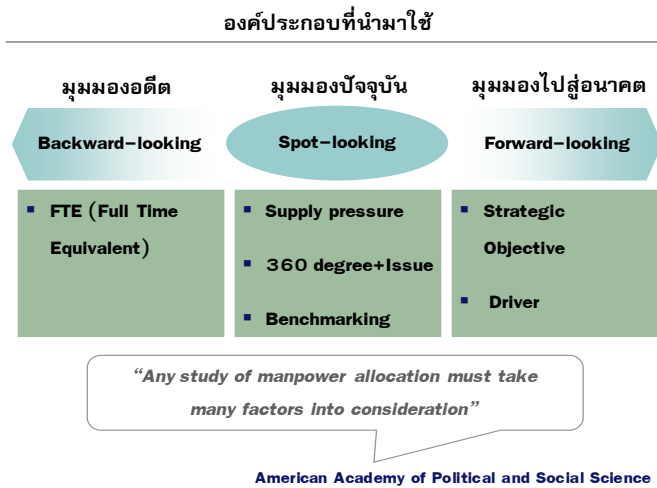 องค์ประกอบที่นำมาใช้
มุมมองอดีต
Backward-looking
▪ FTE (Full Time
Equivalent)
มุมมองปัจจุบัน
Spot-looking
▪ Supply pressure
▪ 360 degree+Issue
▪ Benchmarking
มุมมองไปสู่อนาคต
Forward-looking
▪ Strategic
Objective
▪ Driver
“Any study of manpower allocation must take
many factors into consideration”
American Academy of Political and Social Science